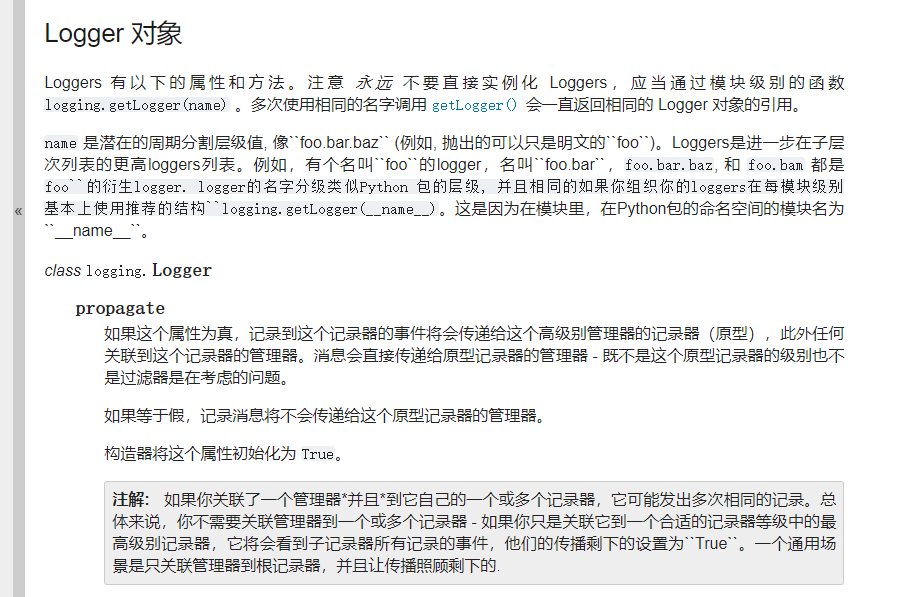 Logger 对象
Loggers 有以下的属性和方法。注意 永远 不要直接实例化 Loggers，应当通过模块级别的函数
logging.getLogger(name) 。多次使用相同的名字调用 getLogger() 会一直返回相同的 Logger 对象的引用。
name 是潜在的周期分割层级值, 像``foo.bar.baz`` (例如, 抛出的可以只是明文的``foo``)。Loggers是进一步在子层
次列表的更高loggers列表。例如，有个名叫``foo``的logger，名叫``foo.bar``，foo.bar.baz, 和 foo.bam 都是
foo``的衍生logger. logger的名字分级类似Python 包的层级，并且相同的如果你组织你的loggers在每模块级别
基本上使用推荐的结构``logging.getLogger(__name__)。这是因为在模块里，在Python包的命名空间的模块名为
``__name__``。
«
class logging.Logger
propagate
如果这个属性为真，记录到这个记录器的事件将会传递给这个高级别管理器的记录器（原型），此外任何
关联到这个记录器的管理器。消息会直接传递给原型记录器的管理器 - 既不是这个原型记录器的级别也不
是过滤器是在考虑的问题。
如果等于假，记录消息将不会传递给这个原型记录器的管理器。
构造器将这个属性初始化为 True。
注解： 如果你关联了一个管理器*并且*到它自己的一个或多个记录器，它可能发出多次相同的记录。总
体来说，你不需要关联管理器到一个或多个记录器 - 如果你只是关联它到一个合适的记录器等级中的最
高级别记录器，它将会看到子记录器所有记录的事件，他们的传播剩下的设置为``True``。一个通用场
景是只关联管理器到根记录器，并且让传播照顾剩下的.